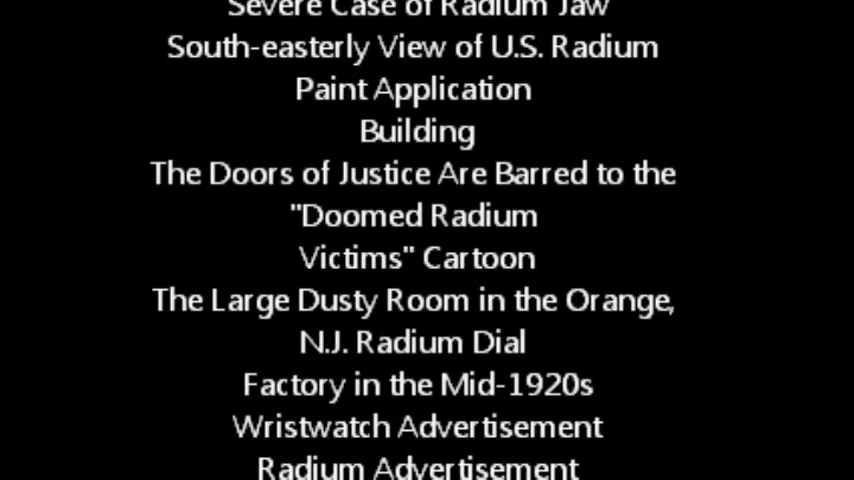 Severe Case of Radium Jaw
South-easterly View of U.S. Radium
Paint Application
Building
The Doors of Justice Are Barred to the
"Doomed Radium
Victims" Cartoon
The Large Dusty Room in the Orange,
N.J. Radium Dial
Factory in the Mid-1920s
Wristwatch Advertisement
Radium Advertisement